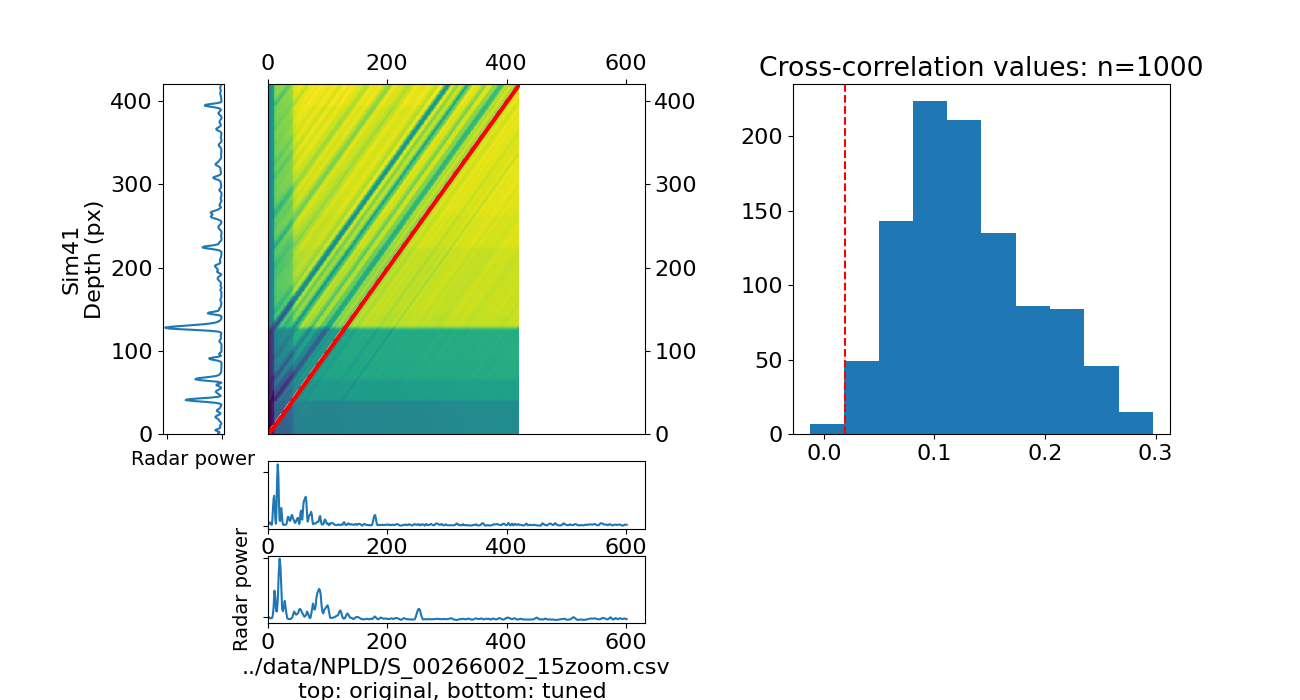 Cross-correlation values: n=1000
0 200 400 600
400 400 200
300 300 150
200 200 100
100 100 50
0 0 0
0.0 0.1 0.2 0.3
Sim41
Depth (px)
Radar power
0 200 400 600
Radar power
0 200 400 600
../data/NPLD/S_00266002_15zoom.csv
top: original, bottom: tuned